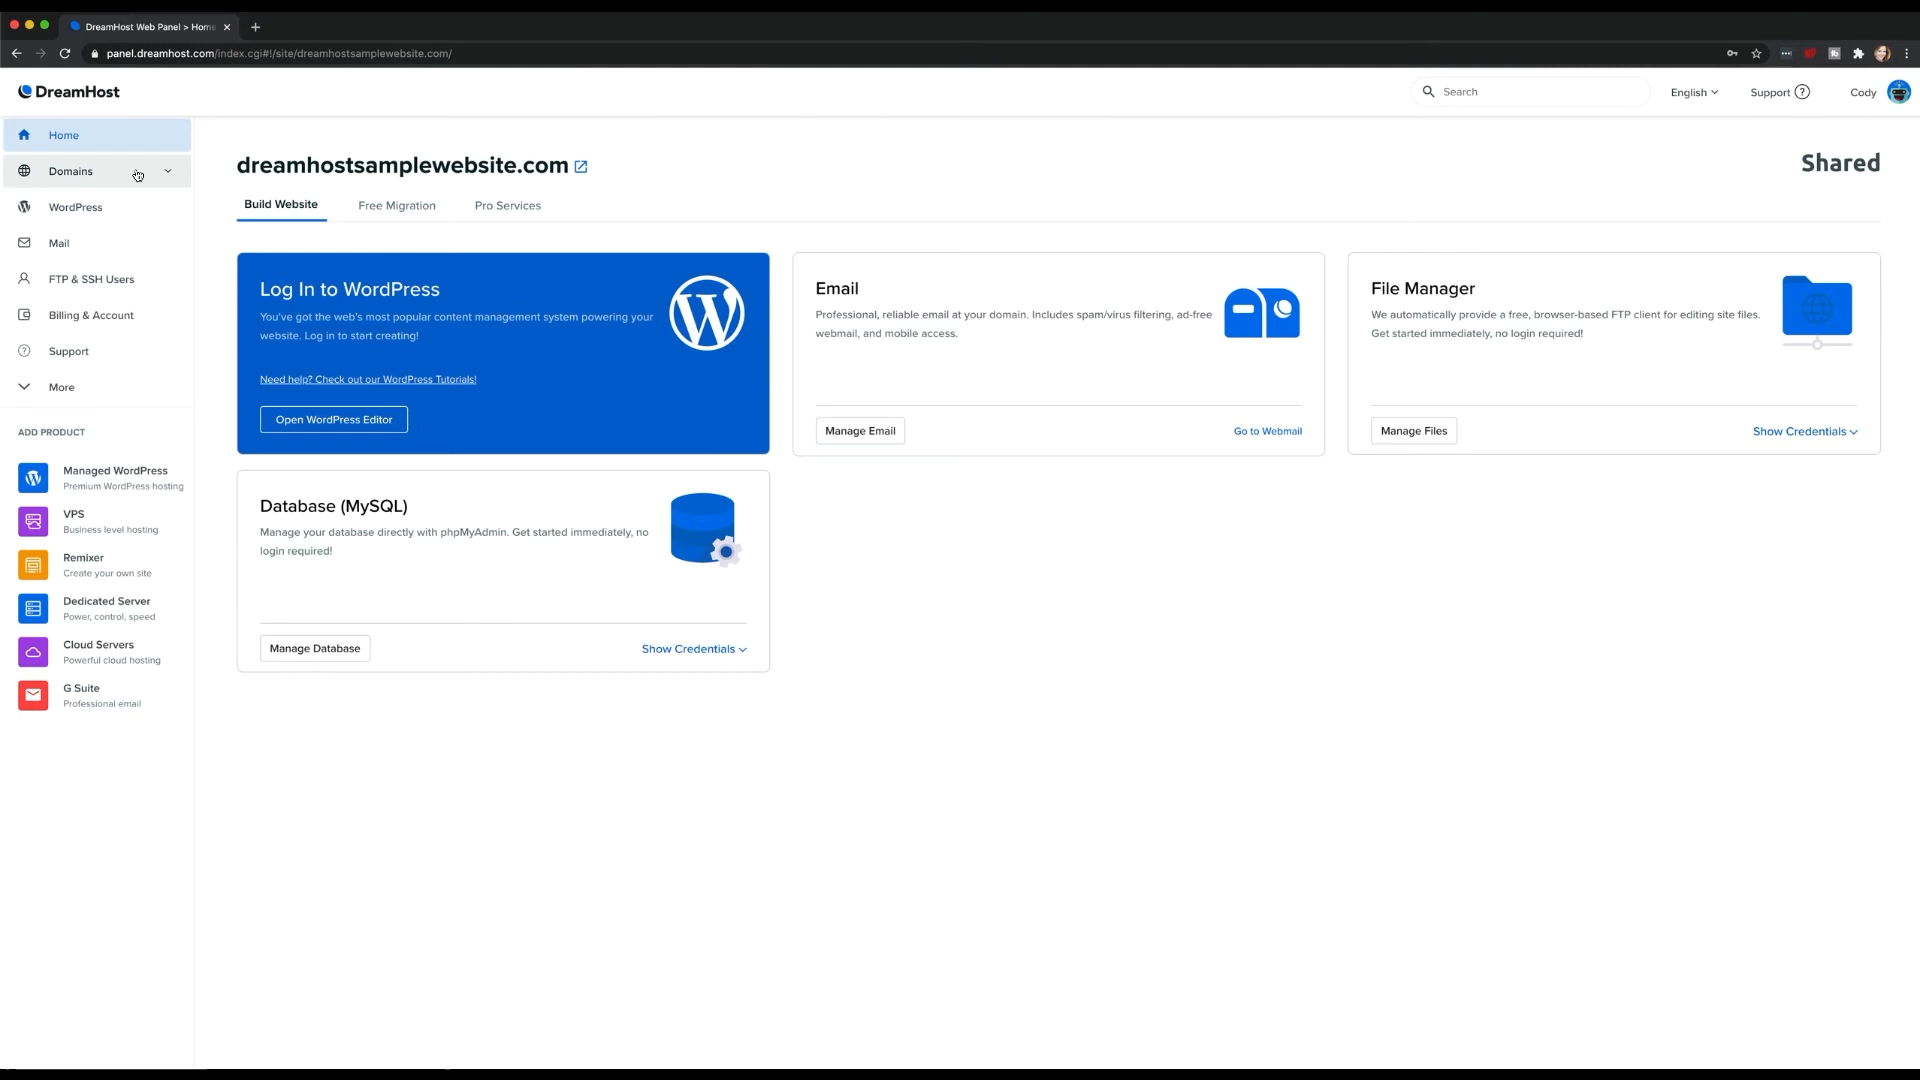 DreamHost Web Panel > Home
panel.dreamhost.com/index.cgi#!/site/dreamhostsamplewebsite.com/
DreamHost
Search
English
Support
Cody
Home
Domains
WordPress
Mail
FTP & SSH Users
Billing & Account
Support
More
ADD PRODUCT
Managed WordPress
Premium WordPress hosting
VPS
Business level hosting
Remixer
Create your own site
Dedicated Server
Power, control, speed
Cloud Servers
Powerful cloud hosting
G Suite
Professional email
dreamhostsamplewebsite.com
Shared
Build Website
Free Migration
Pro Services
Log In to WordPress
You've got the web's most popular content management system powering your
website. Log in to start creating!
Need help? Check out our WordPress Tutorials!
Open WordPress Editor
Email
Professional, reliable email at your domain. Includes spam/virus filtering, ad-free
webmail, and mobile access.
Manage Email
Go to Webmail
File Manager
We automatically provide a free, browser-based FTP client for editing site files.
Get started immediately, no login required!
Manage Files
Show Credentials
Database (MySQL)
Manage your database directly with phpMyAdmin. Get started immediately, no
login required!
Manage Database
Show Credentials